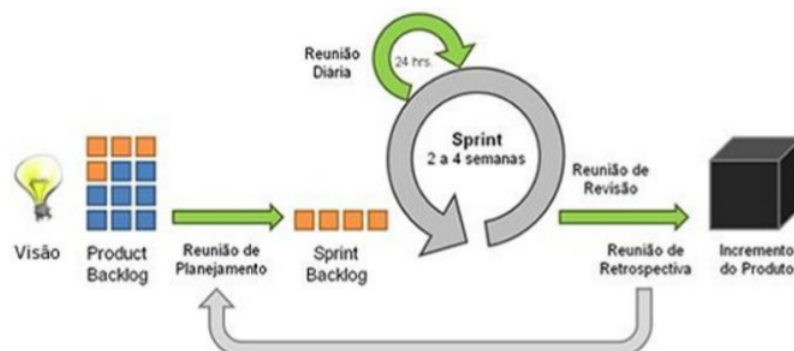 Reunião
Diária
24 hrs.
Sprint
2 a 4 semanas
Reunião de
Revisão
Visão
Product
Backlog
Reunião de
Planejamento
Sprint
Backlog
Reunião de
Retrospectiva
Incremento
do Produto